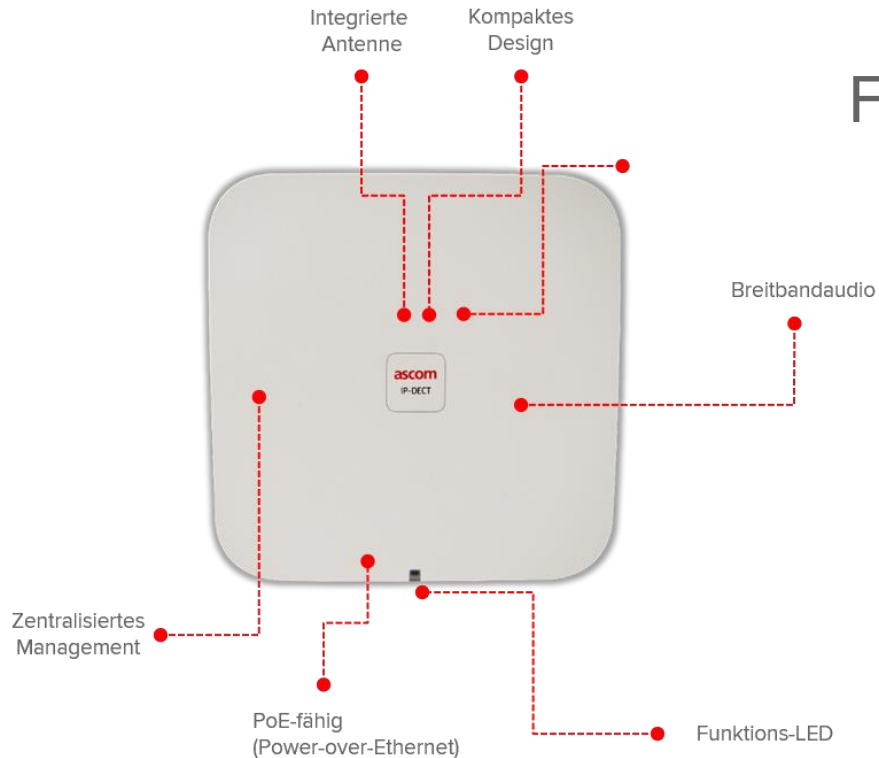 Integrierte
Antenne
Kompaktes
Design
F
Breitbandaudio
ascom
IP-DECT
Zentralisiertes
Management
PoE-fähig
(Power-over-Ethernet)
Funktions-LED